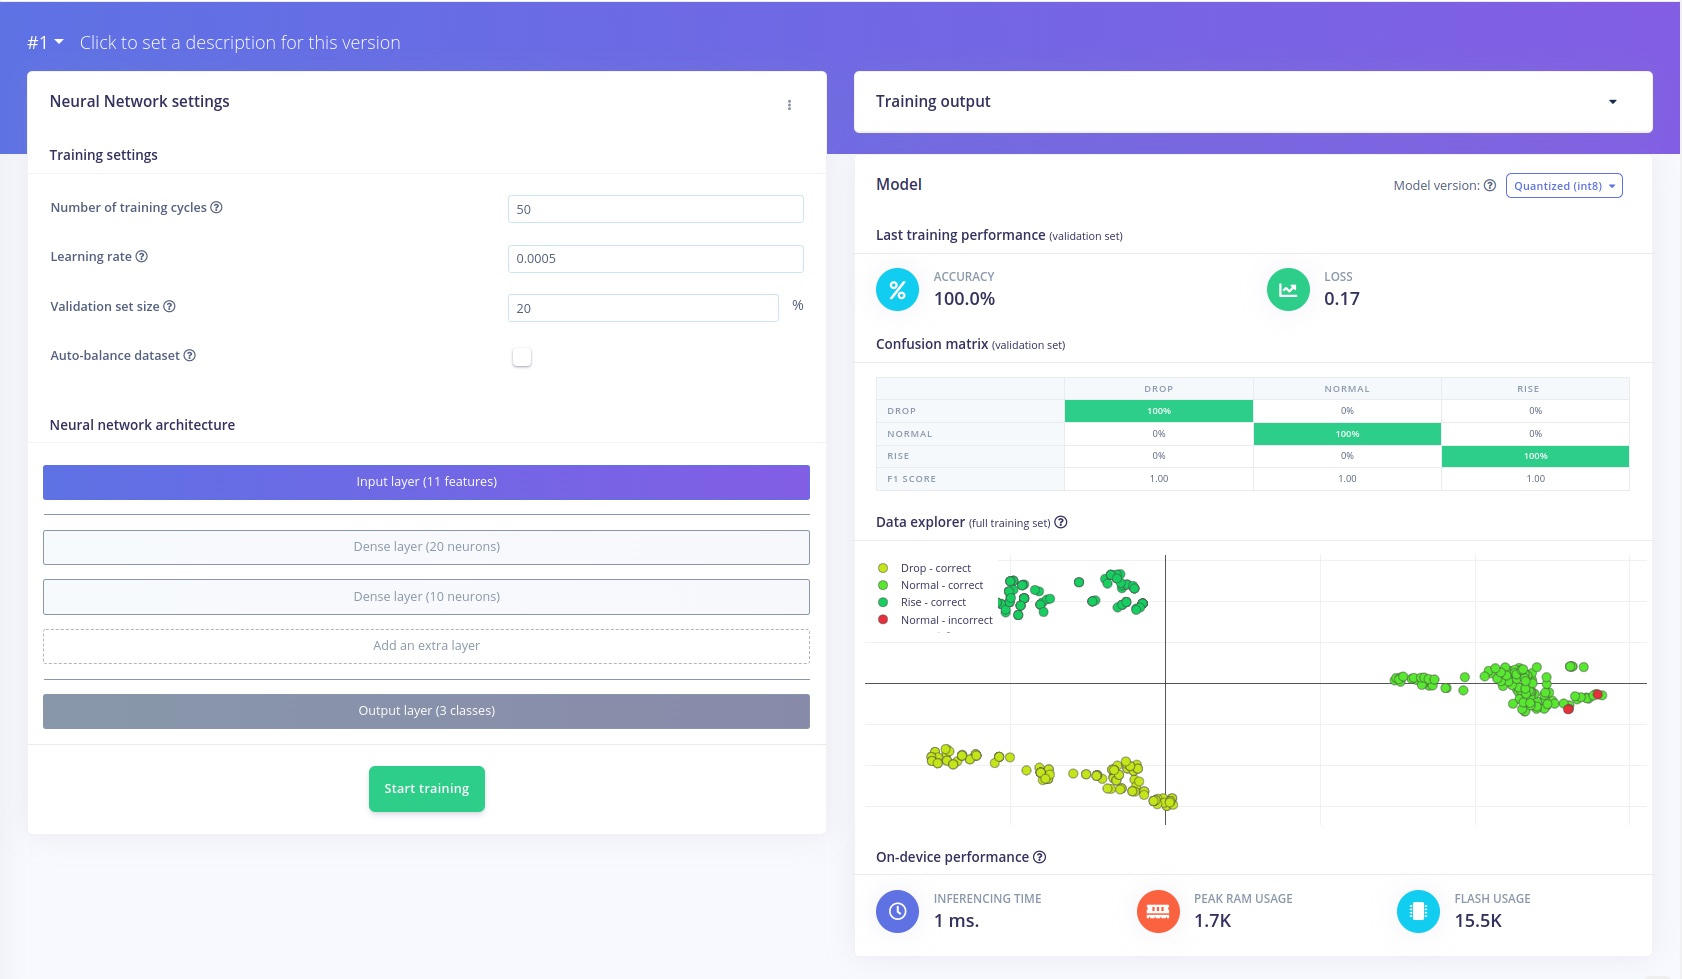 #1 Click to set a description for this version
Neural Network settings
Training settings
Number of training cycles ?
50
Learning rate ?
0.0005
Validation set size ?
20 %
Auto-balance dataset ?
Neural network architecture
Input layer (11 features)
Dense layer (20 neurons)
Dense layer (10 neurons)
Add an extra layer
Output layer (3 classes)
Start training
Training output
Model
Model version: ? Quantized (int8)
Last training performance (validation set)
% ACCURACY
100.0%
LOSS
0.17
Confusion matrix (validation set)
DROP NORMAL RISE
DROP 100% 0% 0%
NORMAL 0% 100% 0%
RISE 0% 0% 100%
F1 SCORE 1.00 1.00 1.00
Data explorer (full training set) ?
Drop - correct
Normal - correct
Rise - correct
Normal - incorrect
On-device performance ?
INFERENCING TIME
1 ms.
PEAK RAM USAGE
1.7K
FLASH USAGE
15.5K